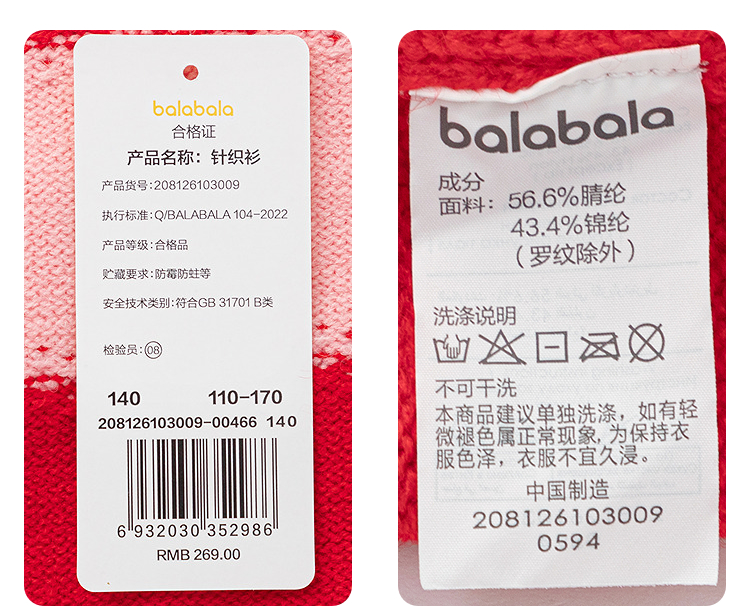 balabala
合格证
产品名称：针织衫
产品货号:208126103009
执行标准:Q/BALABALA 104-2022
产品等级:合格品
贮藏要求:防霉防蛀等
安全技术类别:符合GB 31701 B类
检验员:08
140 110-170
208126103009-00466 140
6 932030 352986
RMB 269.00
balabala
成分
面料：56.6%腈纶
43.4%锦纶
（罗纹除外）
洗涤说明
不可干洗
本商品建议单独洗涤，如有轻
微褪色属正常现象，为保持衣
服色泽，衣服不宜久浸。
中国制造
208126103009
0594